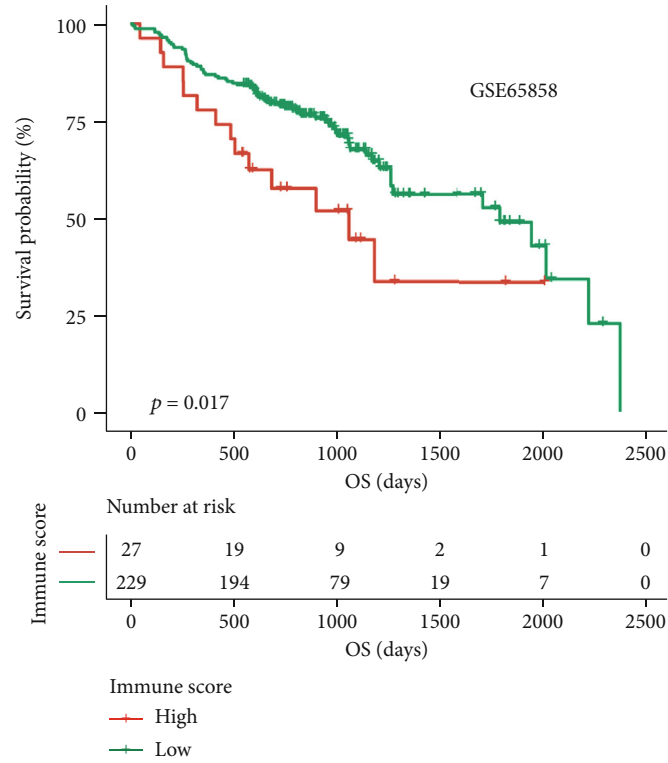 100
75
50
25
0
Survival probability (%)
GSE65858
p = 0.017
0 500 1000 1500 2000 2500
OS (days)
Number at risk
Immune score
27 19 9 2 1 0
229 194 79 19 7 0
0 500 1000 1500 2000 2500
OS (days)
Immune score
High
Low